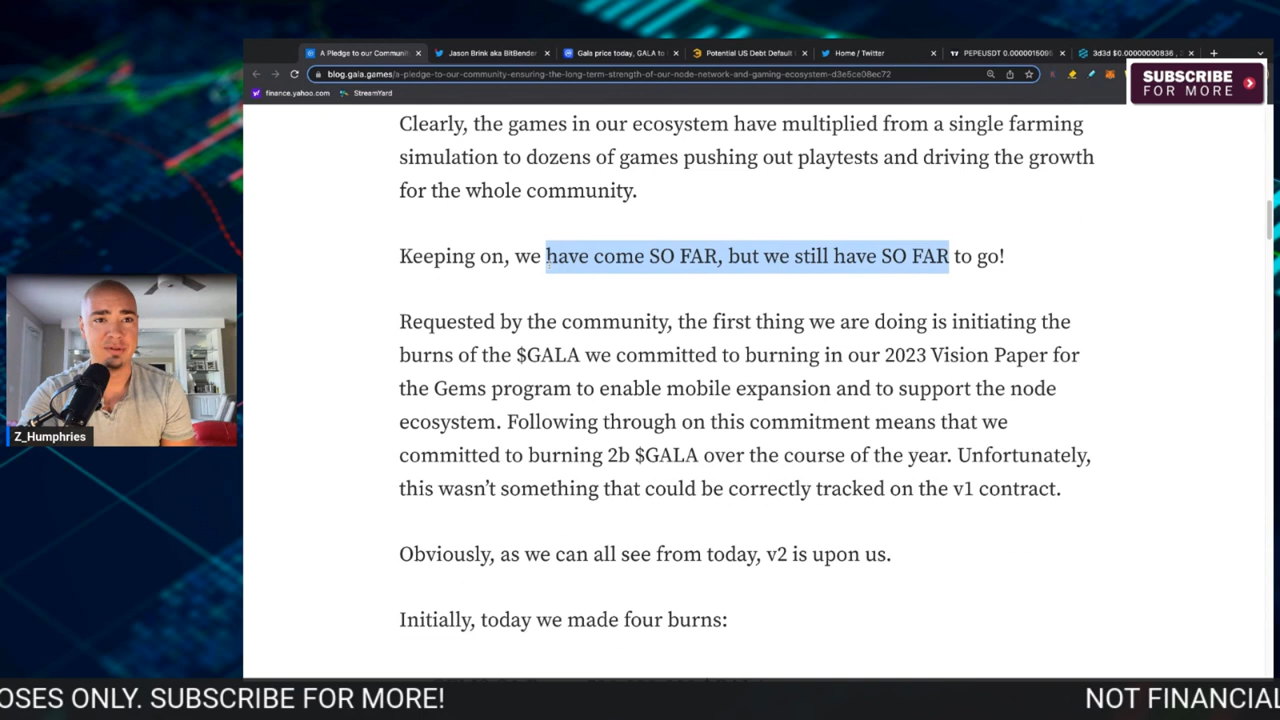 A Pledge to our Communit
Jason Brink aka BitBender
Gala price today, GALA to
Potential US Debt Default
Home / Twitter
PEPEUSDT 0.0000015095
3d3d $0.00000000836
blog.gala.games/a-pledge-to-our-community-ensuring-the-long-term-strength-of-our-node-network-and-gaming-ecosystem-d3e5ce08ec72
finance.yahoo.com
StreamYard
SUBSCRIBE
FOR MORE
Clearly, the games in our ecosystem have multiplied from a single farming
simulation to dozens of games pushing out playtests and driving the growth
for the whole community.
Keeping on, we have come SO FAR, but we still have SO FAR to go!
Requested by the community, the first thing we are doing is initiating the
burns of the $GALA we committed to burning in our 2023 Vision Paper for
the Gems program to enable mobile expansion and to support the node
ecosystem. Following through on this commitment means that we
committed to burning 2b $GALA over the course of the year. Unfortunately,
this wasn’t something that could be correctly tracked on the v1 contract.
Obviously, as we can all see from today, v2 is upon us.
Initially, today we made four burns:
Z_Humphries
OSES ONLY. SUBSCRIBE FOR MORE!
NOT FINANCIAL